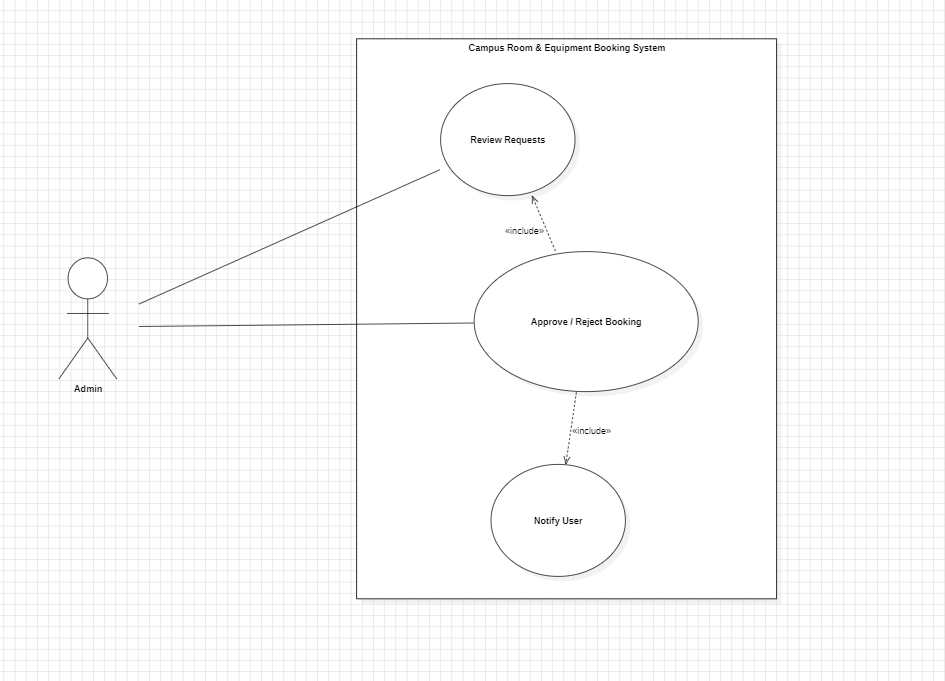 Campus Room & Equipment Booking System
Review Requests
«include»
Approve / Reject Booking
Admin
«include»
Notify User